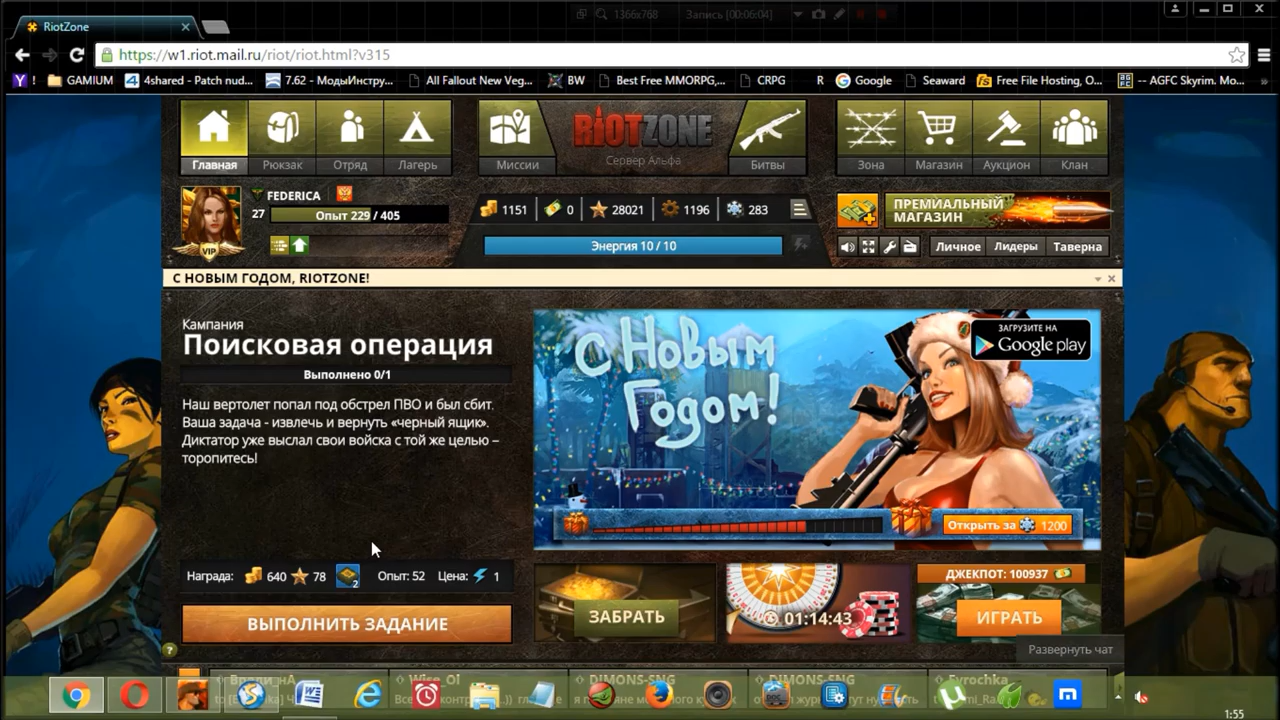 1366x768 Запись [00:06:04]
RiotZone
https://w1.riot.mail.ru/riot/riot.html?v315
! GAMIUM 4shared - Patch nud... 7.62 - МодыИнстру... All Fallout New Veg... BW Best Free MMORPG,... CRPG R Google Seaward Free File Hosting, O... -- AGFC Skyrim. Mo...
RIOTZONE
Сервер Альфа
Главная Рюкзак Отряд Лагерь Миссии Битвы Зона Магазин Аукцион Клан
FEDERICA
27 Опыт 229 / 405
VIP
1151 0 28021 1196 283
Энергия 10 / 10
ПРЕМИАЛЬНЫЙ
МАГАЗИН
Личное Лидеры Таверна
С НОВЫМ ГОДОМ, RIOTZONE!
Кампания
Поисковая операция
Выполнено 0/1
Наш вертолет попал под обстрел ПВО и был сбит.
Ваша задача - извлечь и вернуть «черный ящик».
Диктатор уже выслал свои войска с той же целью –
торопитесь!
Награда: 640 78 2 Опыт: 52 Цена: 1
ВЫПОЛНИТЬ ЗАДАНИЕ
С Новым
Годом!
ЗАГРУЗИТЕ НА
Google play
Открыть за 1200
ЗАБРАТЬ
01:14:43
ДЖЕКПОТ: 100937
ИГРАТЬ
Развернуть чат
DIMONS-SNG DIMONS-SNG
1:55